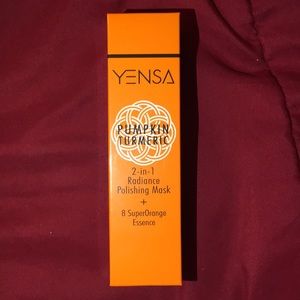 YENSA
PUMPKIN
TURMERIC
2-in-1
Radiance
Polishing Mask
+
8 SuperOrange
Essence